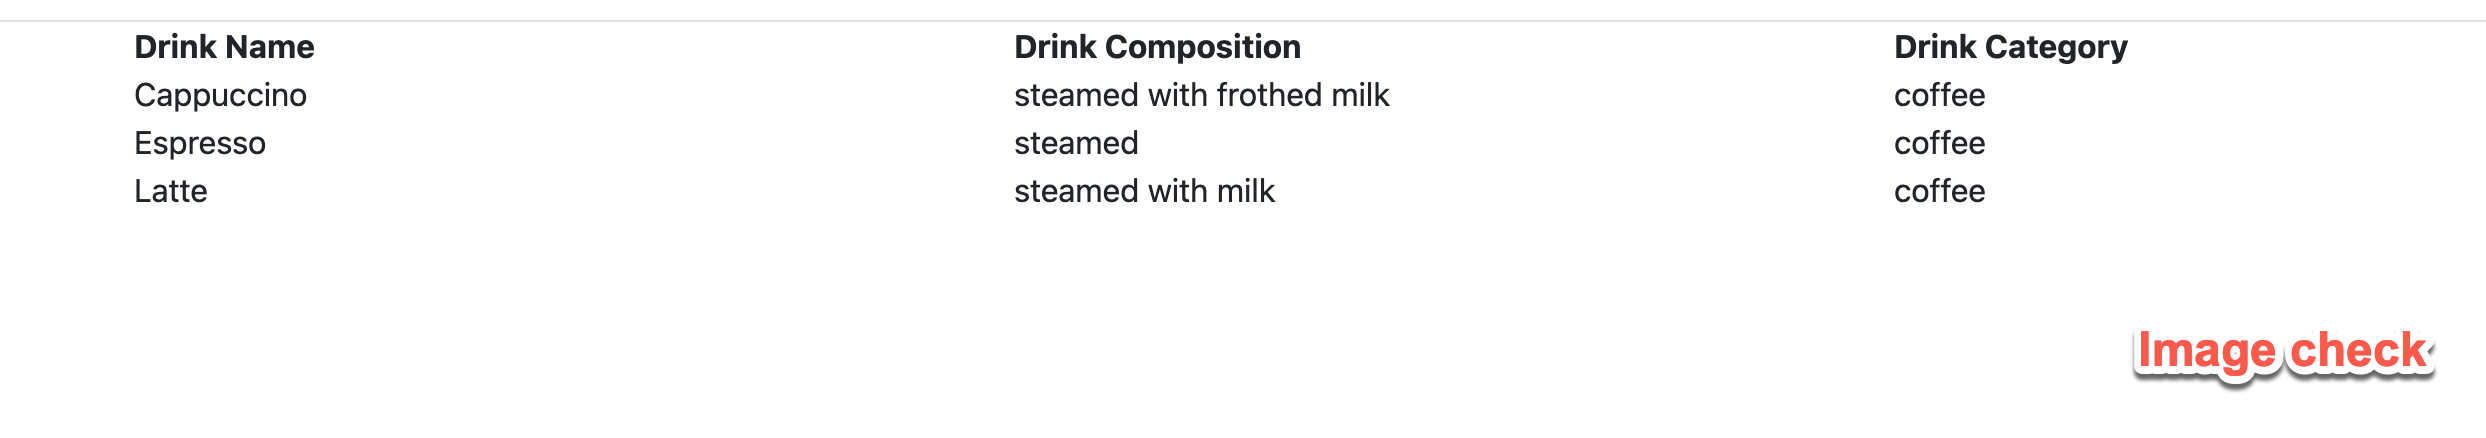 Drink Name Drink Composition Drink Category
Cappuccino steamed with frothed milk coffee
Espresso steamed coffee
Latte steamed with milk coffee
Image check